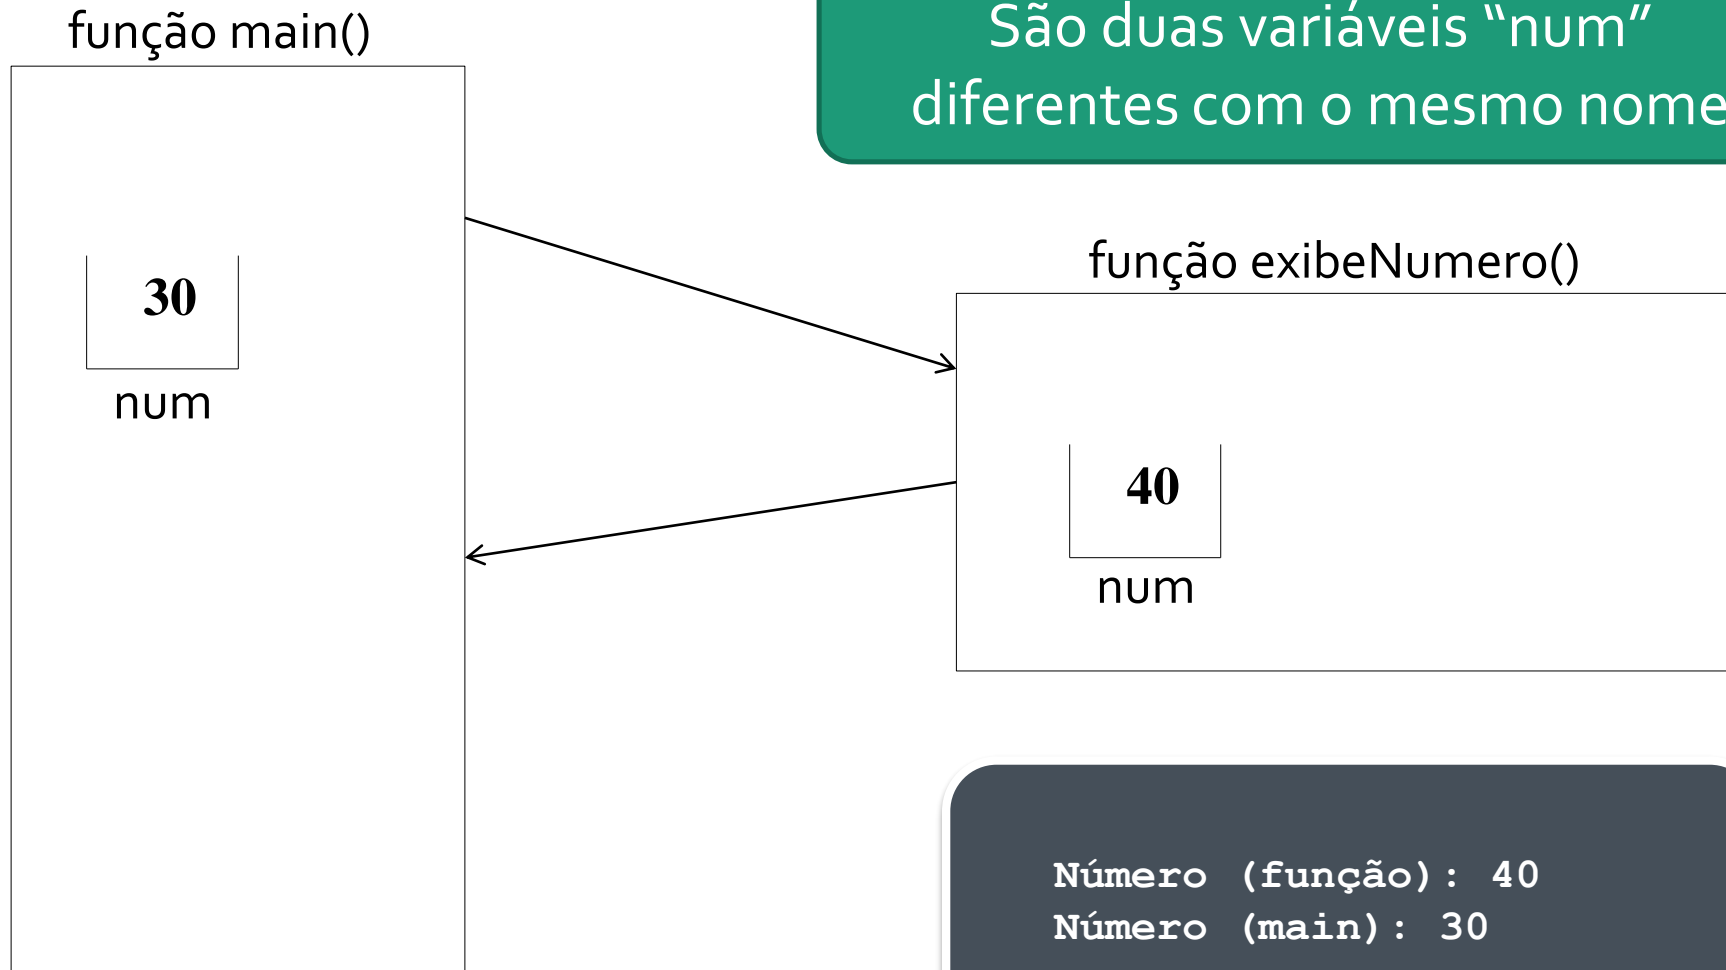 função main()
São duas variáveis “num”
diferentes com o mesmo nome
30
num
função exibeNumero()
40
num
Número (função): 40
Número (main): 30